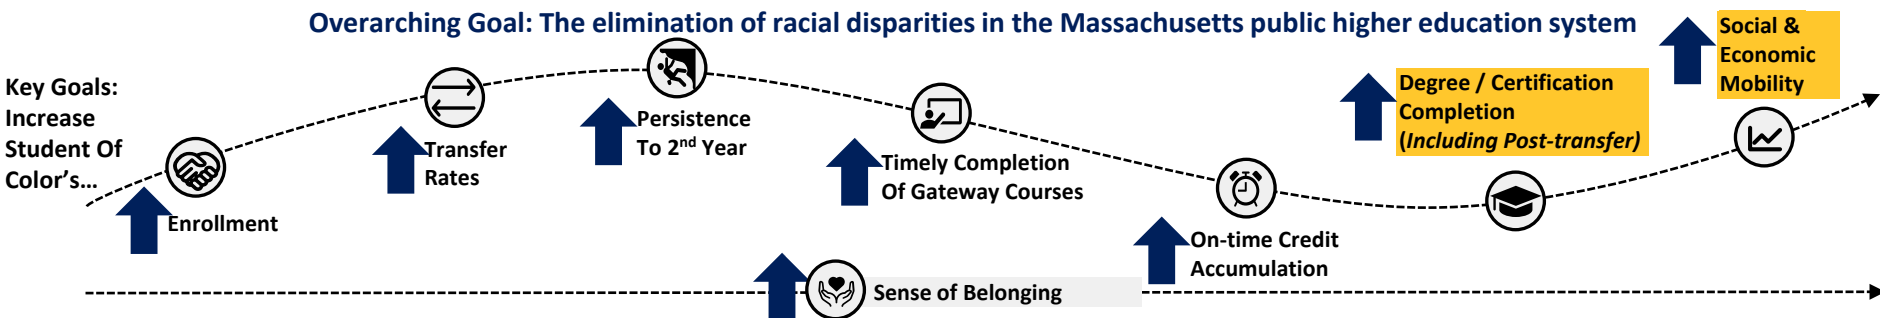 Overarching Goal: The elimination of racial disparities in the Massachusetts public higher education system
Key Goals:
Increase
Student Of
Color's...
Enrollment
Transfer
Rates
Persistence
To 2nd Year
Timely Completion
Of Gateway Courses
On-time Credit
Accumulation
Degree / Certification
Completion
(Including Post-transfer)
Social &
Economic
Mobility
Sense of Belonging